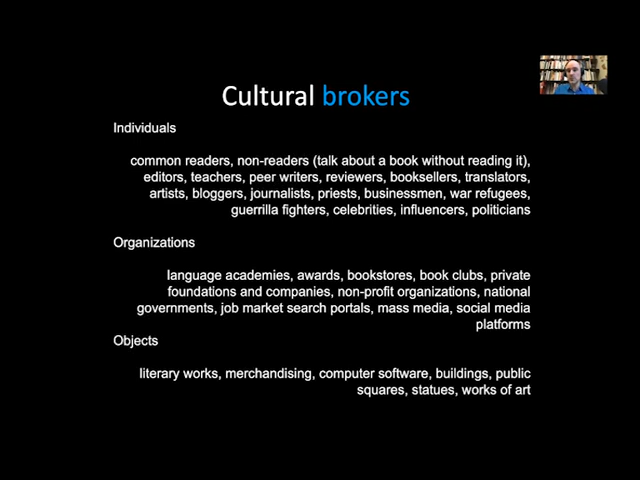 Cultural brokers
Individuals
common readers, non-readers (talk about a book without reading it),
editors, teachers, peer writers, reviewers, booksellers, translators,
artists, bloggers, journalists, priests, businessmen, war refugees,
guerrilla fighters, celebrities, influencers, politicians
Organizations
language academies, awards, bookstores, book clubs, private
foundations and companies, non-profit organizations, national
governments, job market search portals, mass media, social media
platforms
Objects
literary works, merchandising, computer software, buildings, public
squares, statues, works of art